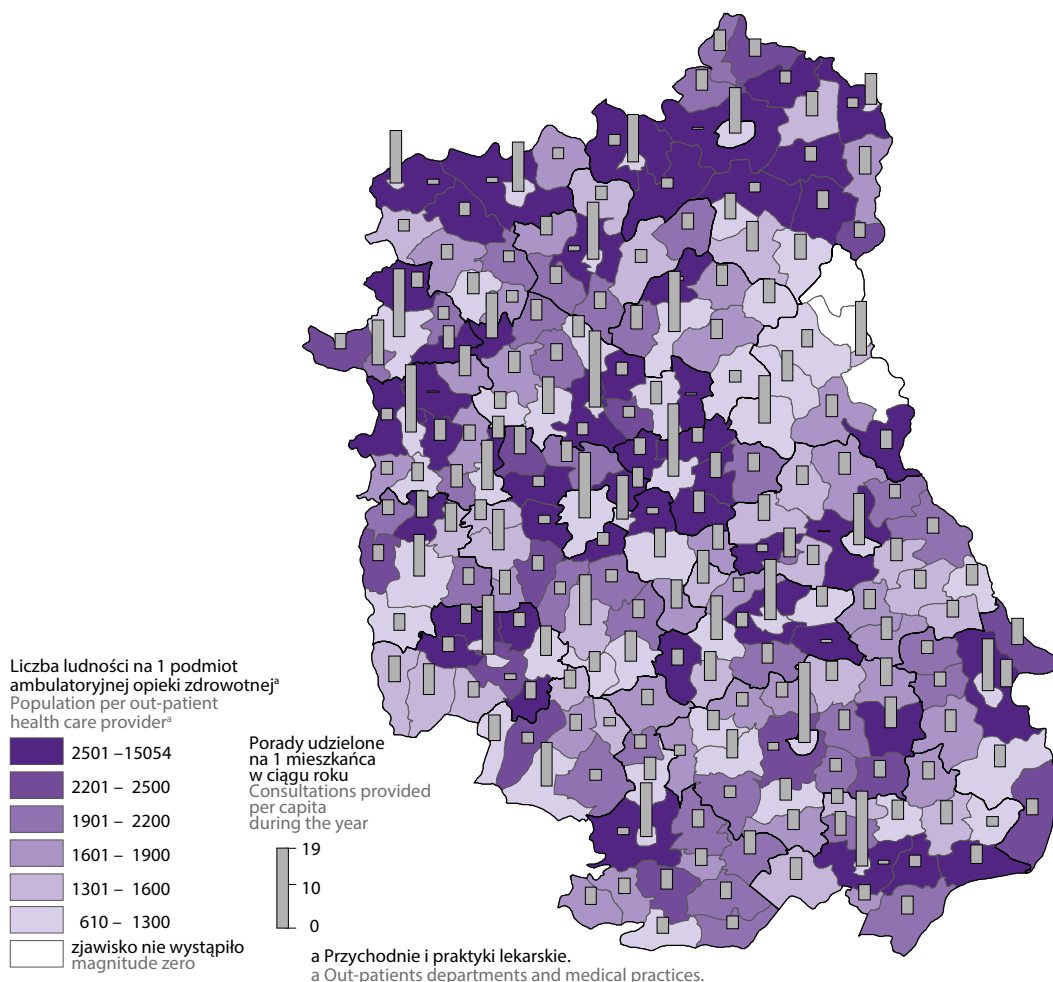 Liczba ludności na 1 podmiot
ambulatoryjnej opieki zdrowotnejª
Population per out-patient
health care providerª
2501 –15054
2201 – 2500
1901 – 2200
1601 – 1900
1301 – 1600
610 – 1300
zjawisko nie wystąpiło
magnitude zero
Porady udzielone
na 1 mieszkańca
w ciągu roku
Consultations provided
per capita
during the year
19
10
0
a Przychodnie i praktyki lekarskie.
a Out-patients departments and medical practices.